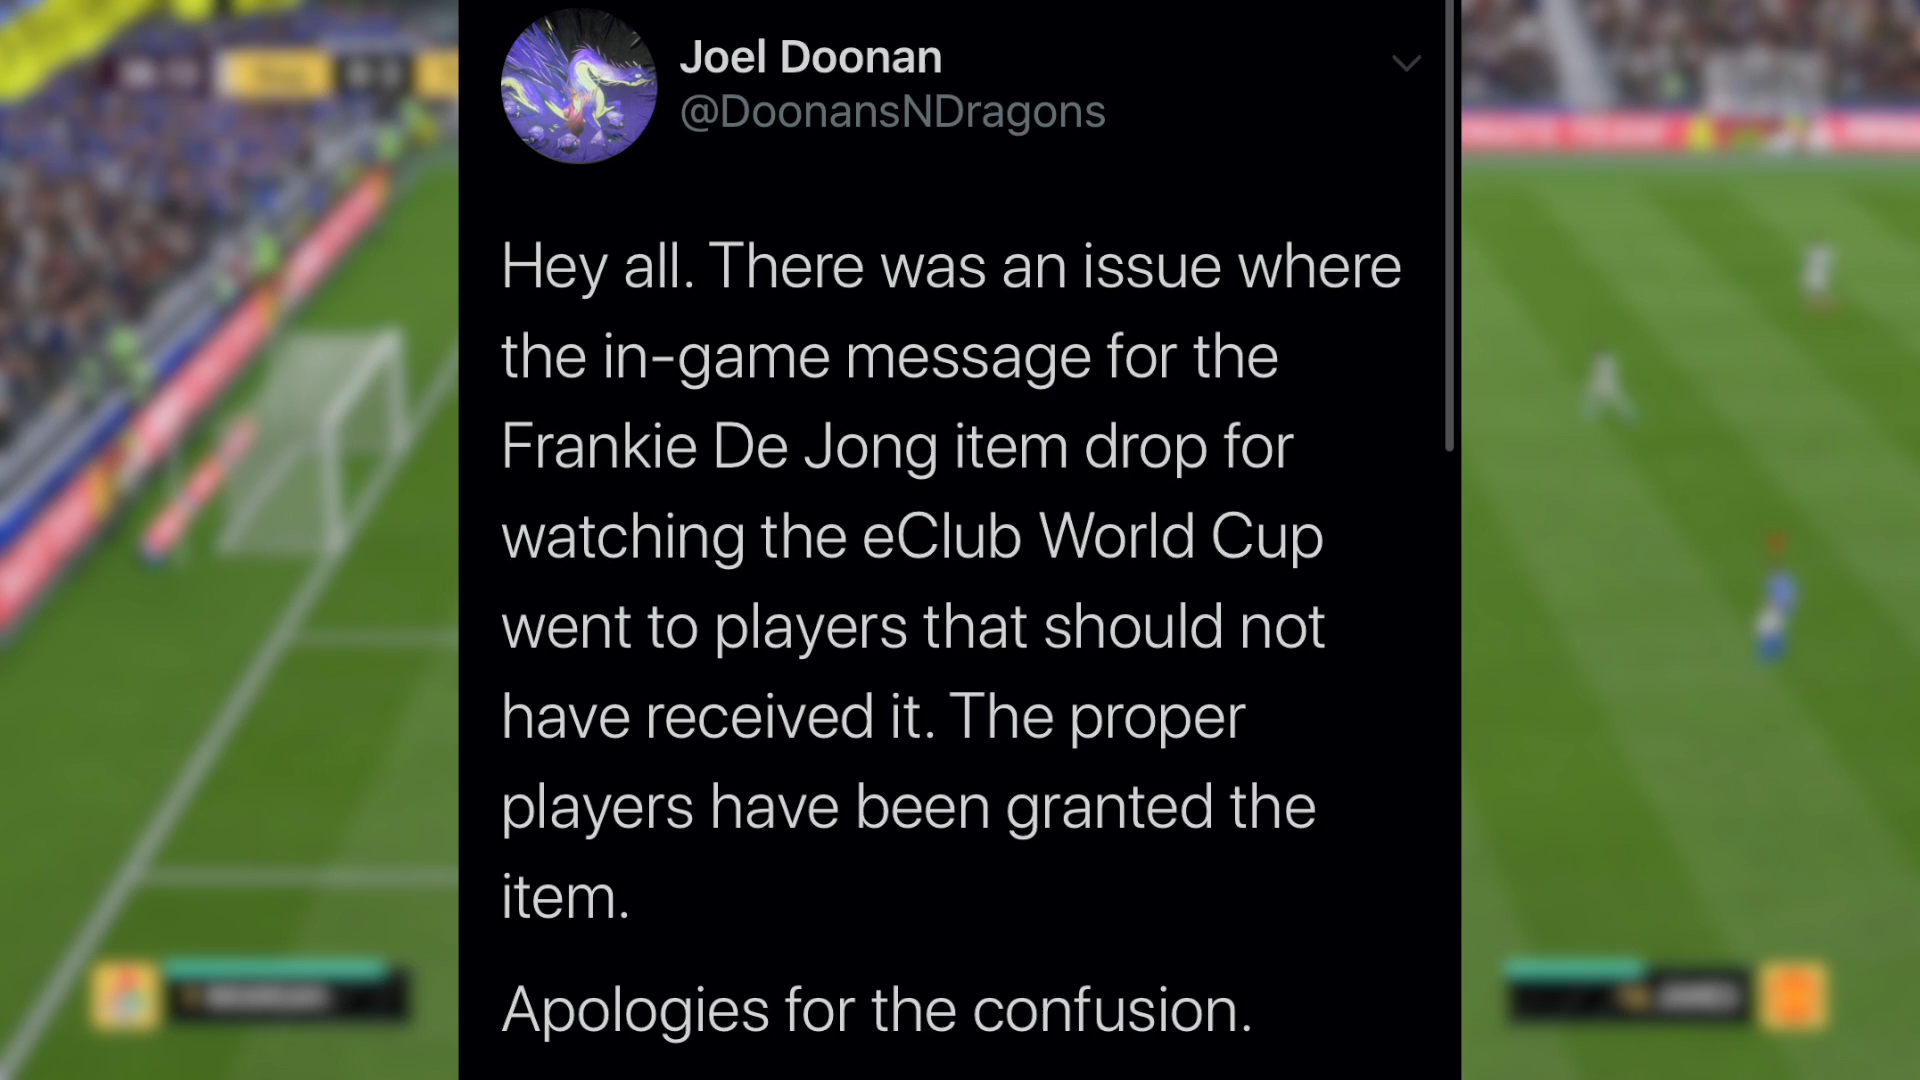 Joel Doonan
@DoonansNDragons
Hey all. There was an issue where
the in-game message for the
Frankie De Jong item drop for
watching the eClub World Cup
went to players that should not
have received it. The proper
players have been granted the
item.
Apologies for the confusion.